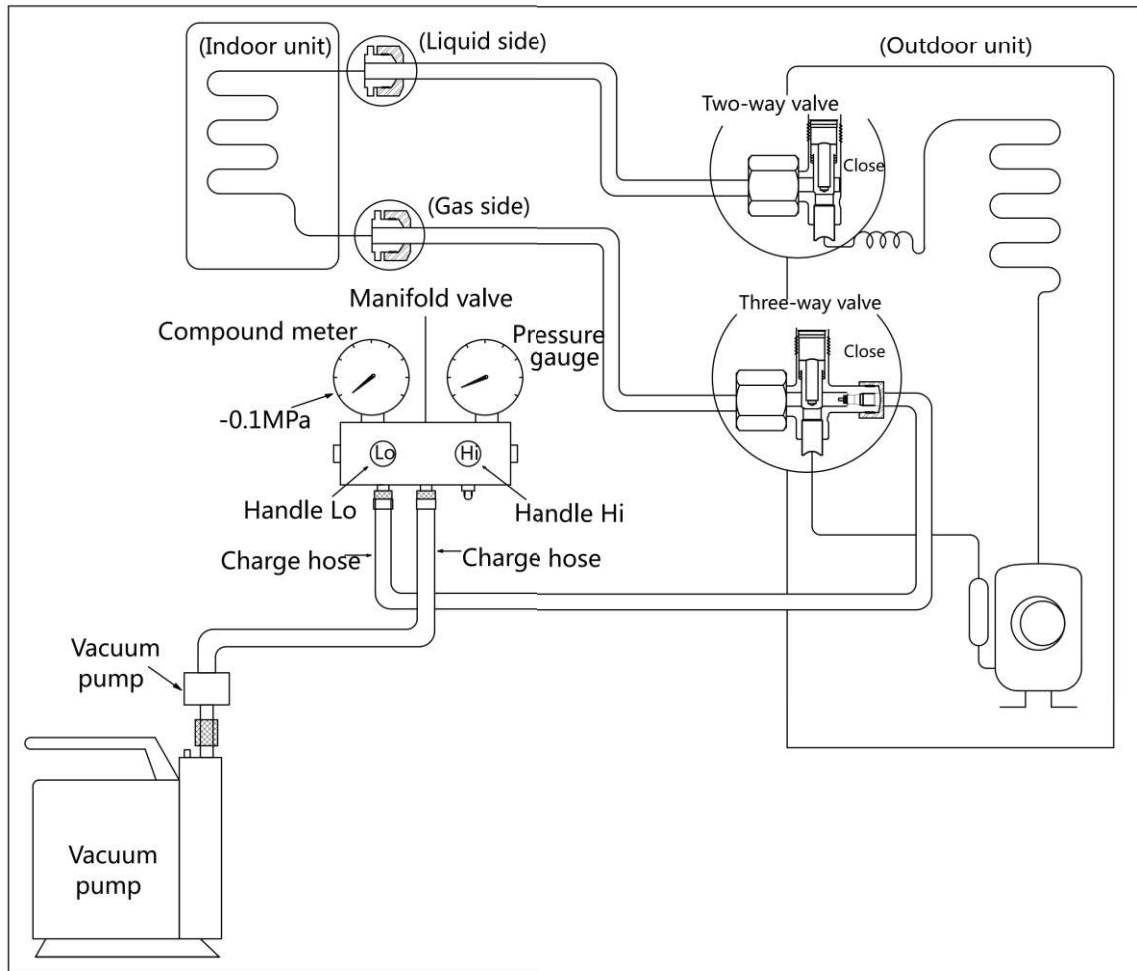 (Indoor unit)
(Liquid side)
(Outdoor unit)
Two-way valve
Close
(Gas side)
Manifold valve
Three-way valve
Compound meter
Pressure
gauge
Close
-0.1MPa
Lo
Hi
Handle Lo
Handle Hi
Charge hose
Charge hose
Vacuum
pump
Vacuum
pump